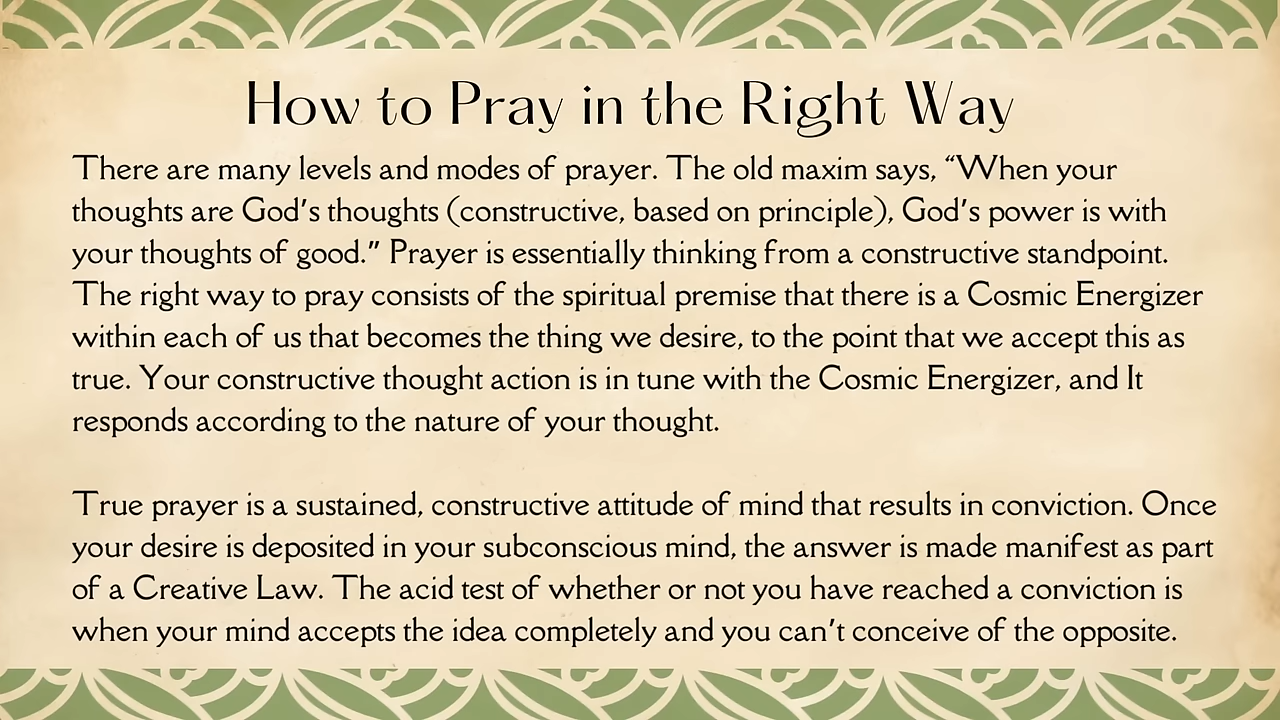 How to Pray in the Right Way
There are many levels and modes of prayer. The old maxim says, “When your
thoughts are God's thoughts (constructive, based on principle), God's power is with
your thoughts of good." Prayer is essentially thinking from a constructive standpoint.
The right way to pray consists of the spiritual premise that there is a Cosmic Energizer
within each of us that becomes the thing we desire, to the point that we accept this as
true. Your constructive thought action is in tune with the Cosmic Energizer, and It
responds according to the nature of your thought.
True prayer is a sustained, constructive attitude of mind that results in conviction. Once
your desire is deposited in your subconscious mind, the answer is made manifest as part
of a Creative Law. The acid test of whether or not you have reached a conviction is
when your mind accepts the idea completely and you can't conceive of the opposite.